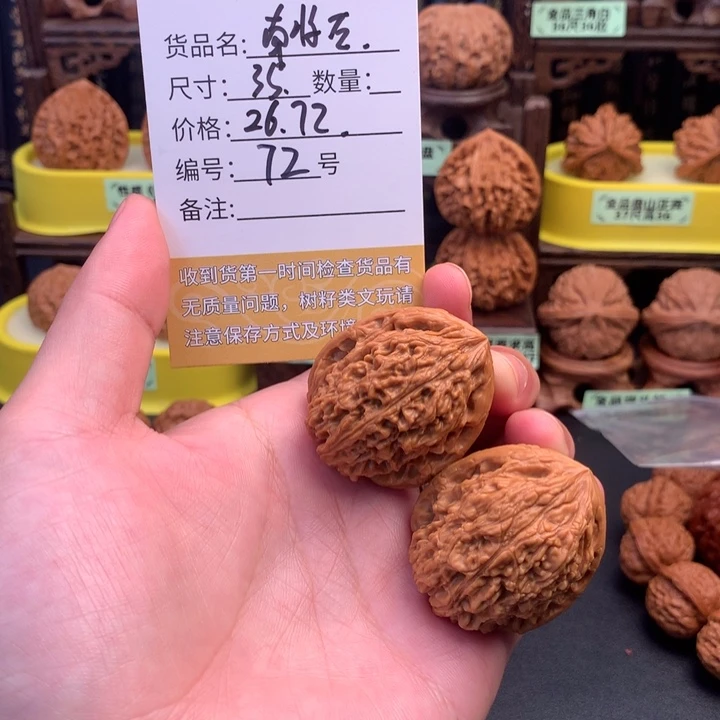 货品名:南将石.
尺寸:35. 数量:
价格:26.72.
编号:72号
备注:
收到货第一时间检查货品有
无质量问题，树籽类文玩请
注意保存方式及环